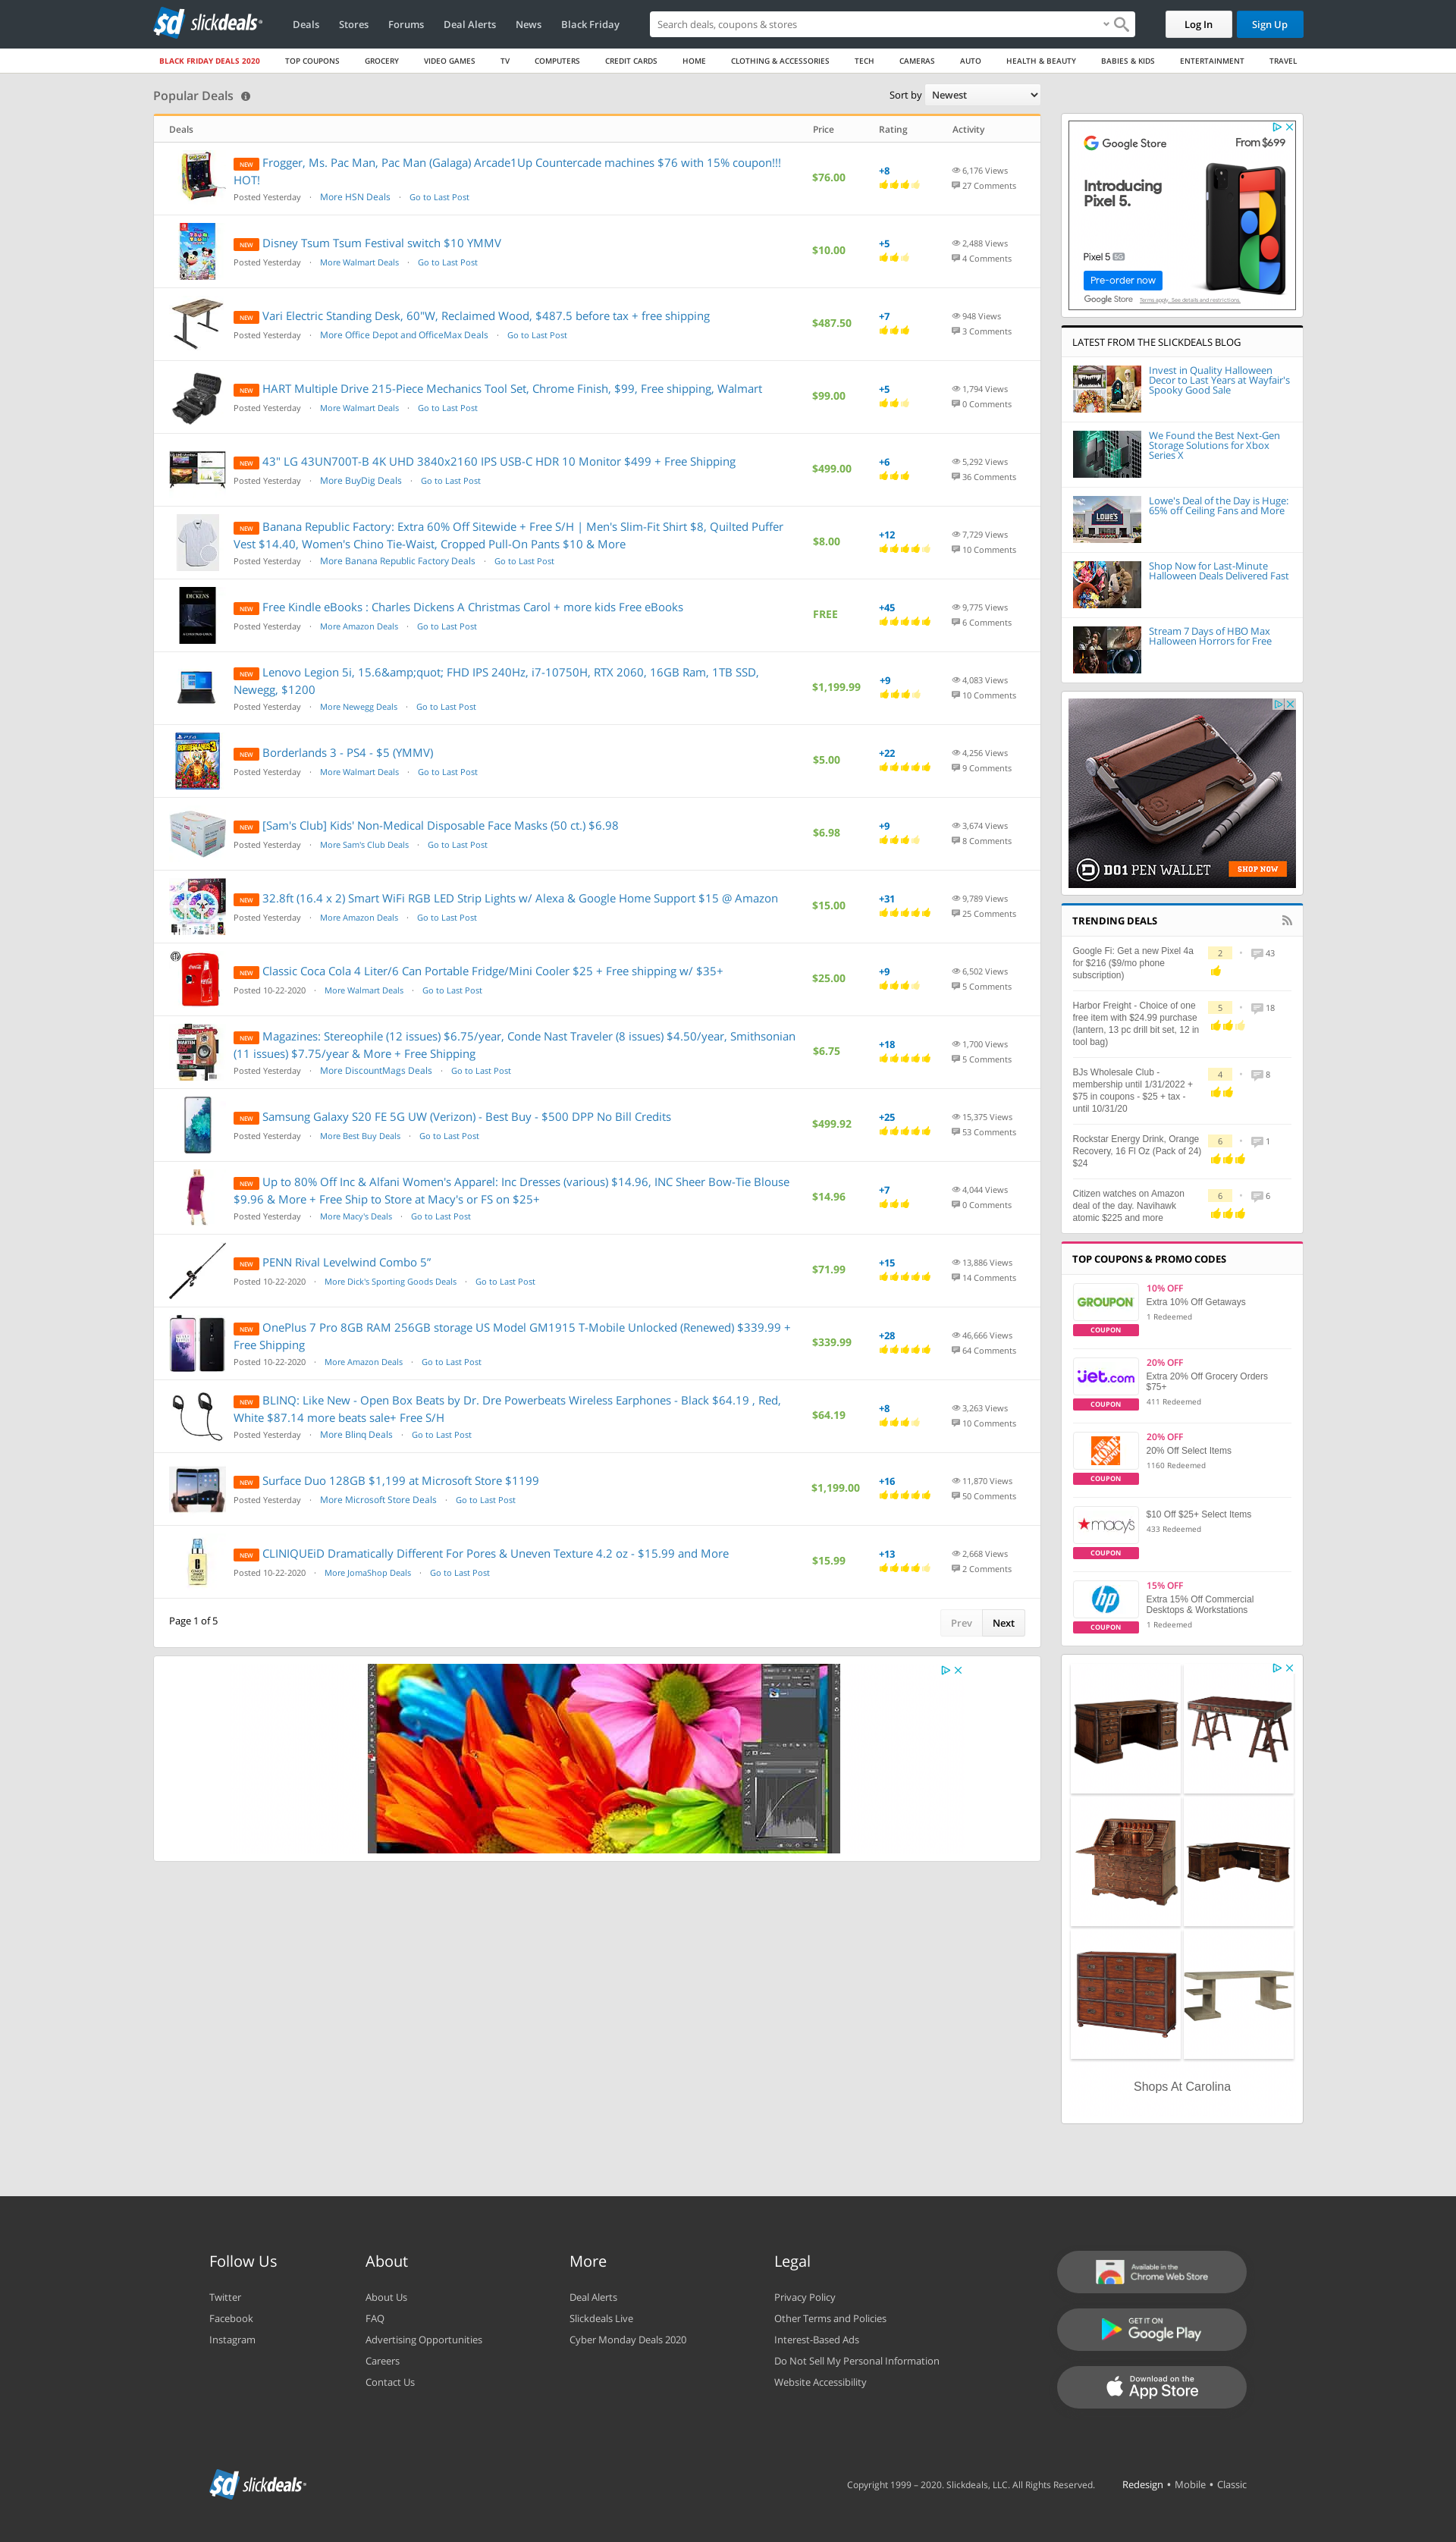 sd slickdeals
Deals Stores Forums Deal Alerts News Black Friday
Search deals, coupons & stores
Log In
Sign Up
BLACK FRIDAY DEALS 2020 TOP COUPONS GROCERY VIDEO GAMES TV COMPUTERS CREDIT CARDS HOME CLOTHING & ACCESSORIES TECH CAMERAS AUTO HEALTH & BEAUTY BABIES & KIDS ENTERTAINMENT TRAVEL
Popular Deals
Sort by Newest
Deals Price Rating Activity
NEW Frogger, Ms. Pac Man, Pac Man (Galaga) Arcade1Up Countercade machines $76 with 15% coupon!!!
HOT!
Posted Yesterday · More HSN Deals · Go to Last Post
$76.00
+8
6,176 Views
27 Comments
NEW Disney Tsum Tsum Festival switch $10 YMMV
Posted Yesterday · More Walmart Deals · Go to Last Post
$10.00
+5
2,488 Views
4 Comments
NEW Vari Electric Standing Desk, 60"W, Reclaimed Wood, $487.5 before tax + free shipping
Posted Yesterday · More Office Depot and OfficeMax Deals · Go to Last Post
$487.50
+7
948 Views
3 Comments
NEW HART Multiple Drive 215-Piece Mechanics Tool Set, Chrome Finish, $99, Free shipping, Walmart
Posted Yesterday · More Walmart Deals · Go to Last Post
$99.00
+5
1,794 Views
0 Comments
NEW 43" LG 43UN700T-B 4K UHD 3840x2160 IPS USB-C HDR 10 Monitor $499 + Free Shipping
Posted Yesterday · More BuyDig Deals · Go to Last Post
$499.00
+6
5,292 Views
36 Comments
NEW Banana Republic Factory: Extra 60% Off Sitewide + Free S/H | Men's Slim-Fit Shirt $8, Quilted Puffer
Vest $14.40, Women's Chino Tie-Waist, Cropped Pull-On Pants $10 & More
Posted Yesterday · More Banana Republic Factory Deals · Go to Last Post
$8.00
+12
7,729 Views
10 Comments
DICKENS
NEW Free Kindle eBooks : Charles Dickens A Christmas Carol + more kids Free eBooks
Posted Yesterday · More Amazon Deals · Go to Last Post
FREE
+45
9,775 Views
6 Comments
NEW Lenovo Legion 5i, 15.6&amp;quot; FHD IPS 240Hz, i7-10750H, RTX 2060, 16GB Ram, 1TB SSD,
Newegg, $1200
Posted Yesterday · More Newegg Deals · Go to Last Post
$1,199.99
+9
4,083 Views
10 Comments
NEW Borderlands 3 - PS4 - $5 (YMMV)
Posted Yesterday · More Walmart Deals · Go to Last Post
$5.00
+22
4,256 Views
9 Comments
NEW [Sam's Club] Kids' Non-Medical Disposable Face Masks (50 ct.) $6.98
Posted Yesterday · More Sam's Club Deals · Go to Last Post
$6.98
+9
3,674 Views
8 Comments
NEW 32.8ft (16.4 x 2) Smart WiFi RGB LED Strip Lights w/ Alexa & Google Home Support $15 @ Amazon
Posted Yesterday · More Amazon Deals · Go to Last Post
$15.00
+31
9,789 Views
25 Comments
NEW Classic Coca Cola 4 Liter/6 Can Portable Fridge/Mini Cooler $25 + Free shipping w/ $35+
Posted 10-22-2020 · More Walmart Deals · Go to Last Post
$25.00
+9
6,502 Views
5 Comments
NEW Magazines: Stereophile (12 issues) $6.75/year, Conde Nast Traveler (8 issues) $4.50/year, Smithsonian
(11 issues) $7.75/year & More + Free Shipping
Posted Yesterday · More DiscountMags Deals · Go to Last Post
$6.75
+18
1,700 Views
5 Comments
NEW Samsung Galaxy S20 FE 5G UW (Verizon) - Best Buy - $500 DPP No Bill Credits
Posted Yesterday · More Best Buy Deals · Go to Last Post
$499.92
+25
15,375 Views
53 Comments
NEW Up to 80% Off Inc & Alfani Women's Apparel: Inc Dresses (various) $14.96, INC Sheer Bow-Tie Blouse
$9.96 & More + Free Ship to Store at Macy's or FS on $25+
Posted Yesterday · More Macy's Deals · Go to Last Post
$14.96
+7
4,044 Views
0 Comments
NEW PENN Rival Levelwind Combo 5”
Posted 10-22-2020 · More Dick's Sporting Goods Deals · Go to Last Post
$71.99
+15
13,886 Views
14 Comments
NEW OnePlus 7 Pro 8GB RAM 256GB storage US Model GM1915 T-Mobile Unlocked (Renewed) $339.99 +
Free Shipping
Posted 10-22-2020 · More Amazon Deals · Go to Last Post
$339.99
+28
46,666 Views
64 Comments
NEW BLINQ: Like New - Open Box Beats by Dr. Dre Powerbeats Wireless Earphones - Black $64.19 , Red,
White $87.14 more beats sale+ Free S/H
Posted Yesterday · More Blinq Deals · Go to Last Post
$64.19
+8
3,263 Views
10 Comments
NEW Surface Duo 128GB $1,199 at Microsoft Store $1199
Posted Yesterday · More Microsoft Store Deals · Go to Last Post
$1,199.00
+16
11,870 Views
50 Comments
NEW CLINIQUEiD Dramatically Different For Pores & Uneven Texture 4.2 oz - $15.99 and More
Posted 10-22-2020 · More JomaShop Deals · Go to Last Post
$15.99
+13
2,668 Views
2 Comments
Page 1 of 5
Prev Next
Google Store From $699
Introducing
Pixel 5.
Pixel 5 5G
Pre-order now
Google Store Terms apply. See details and restrictions.
LATEST FROM THE SLICKDEALS BLOG
Invest in Quality Halloween
Decor to Last Years at Wayfair's
Spooky Good Sale
We Found the Best Next-Gen
Storage Solutions for Xbox
Series X
LOWE'S
Lowe's Deal of the Day is Huge:
65% off Ceiling Fans and More
Shop Now for Last-Minute
Halloween Deals Delivered Fast
Stream 7 Days of HBO Max
Halloween Horrors for Free
D01 PEN WALLET
SHOP NOW
TRENDING DEALS
Google Fi: Get a new Pixel 4a
for $216 ($9/mo phone
subscription)
2 • 43
Harbor Freight - Choice of one
free item with $24.99 purchase
(lantern, 13 pc drill bit set, 12 in
tool bag)
5 • 18
BJs Wholesale Club -
membership until 1/31/2022 +
$75 in coupons - $25 + tax -
until 10/31/20
4 • 8
Rockstar Energy Drink, Orange
Recovery, 16 Fl Oz (Pack of 24)
$24
6 • 1
Citizen watches on Amazon
deal of the day. Navihawk
atomic $225 and more
6 • 6
TOP COUPONS & PROMO CODES
GROUPON
COUPON
10% OFF
Extra 10% Off Getaways
1 Redeemed
jet.com
COUPON
20% OFF
Extra 20% Off Grocery Orders
$75+
411 Redeemed
THE HOME DEPOT
COUPON
20% OFF
20% Off Select Items
1160 Redeemed
macy's
COUPON
$10 Off $25+ Select Items
433 Redeemed
hp
COUPON
15% OFF
Extra 15% Off Commercial
Desktops & Workstations
1 Redeemed
Shops At Carolina
Follow Us
Twitter
Facebook
Instagram
About
About Us
FAQ
Advertising Opportunities
Careers
Contact Us
More
Deal Alerts
Slickdeals Live
Cyber Monday Deals 2020
Legal
Privacy Policy
Other Terms and Policies
Interest-Based Ads
Do Not Sell My Personal Information
Website Accessibility
Available in the
Chrome Web Store
GET IT ON
Google Play
Download on the
App Store
sd slickdeals
Copyright 1999 – 2020. Slickdeals, LLC. All Rights Reserved.
Redesign • Mobile • Classic